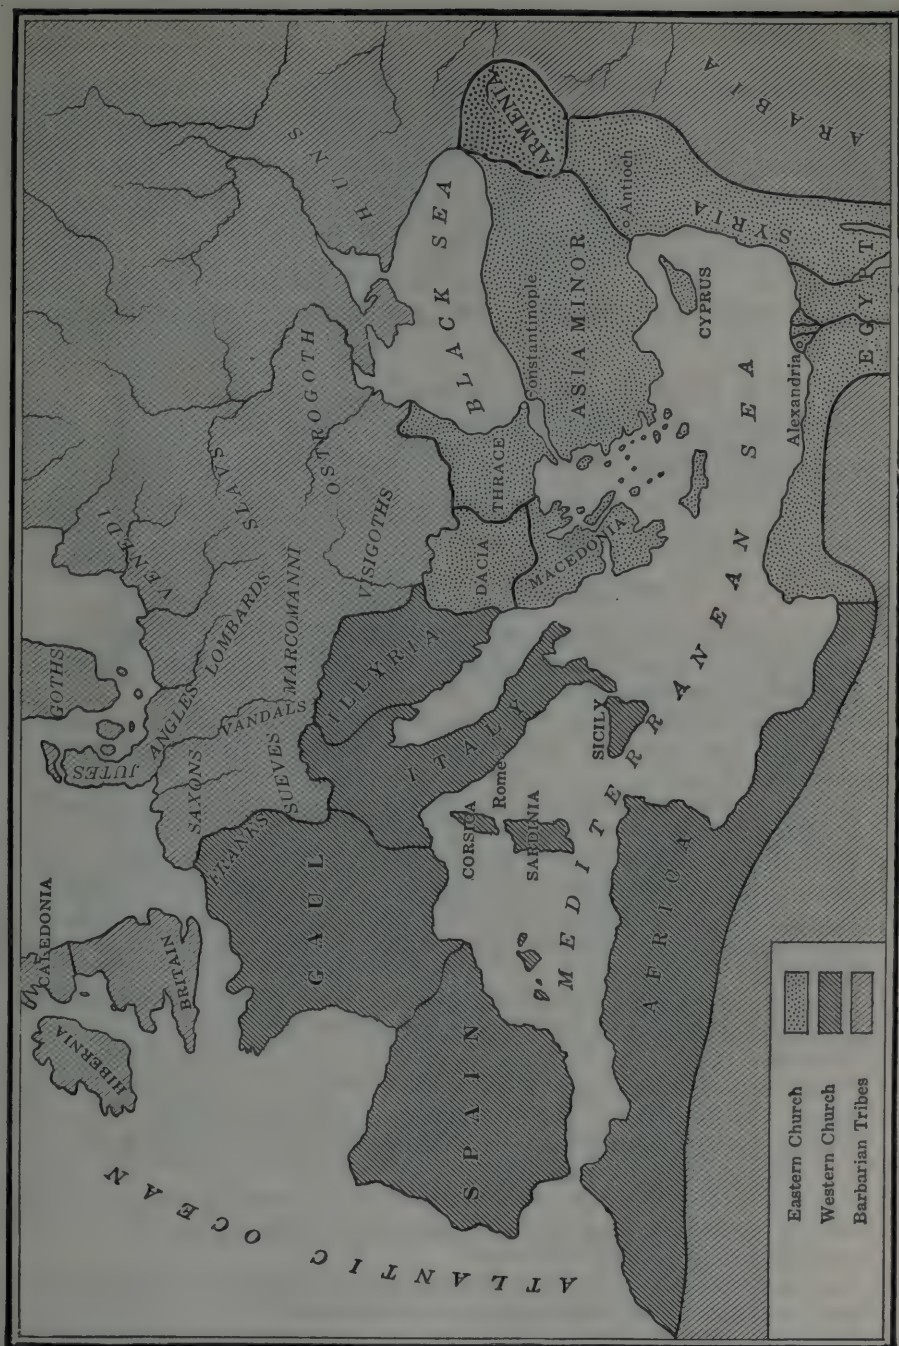 ATLANTIC OCEAN
HIBERNIA
CALEDONIA
BRITAIN
GOTHS
JUTES
ANGLES
SAXONS
VENEDI
SLAVS
LOMBARDS
VANDALS
MARCOMANNI
SUEVES
FRANKS
OSTROGOTH
VISIGOTHS
HUNS
GAUL
SPAIN
ITALY
ILLYRIA
DACIA
THRACE
MACEDONIA
BLACK SEA
ARMENIA
Constantinople
ASIA MINOR
Antioch
SYRIA
ARABIA
CYPRUS
CORSICA
Rome
SARDINIA
SICILY
MEDITERRANEAN SEA
AFRICA
Alexandria
EGYPT
Eastern Church
Western Church
Barbarian Tribes